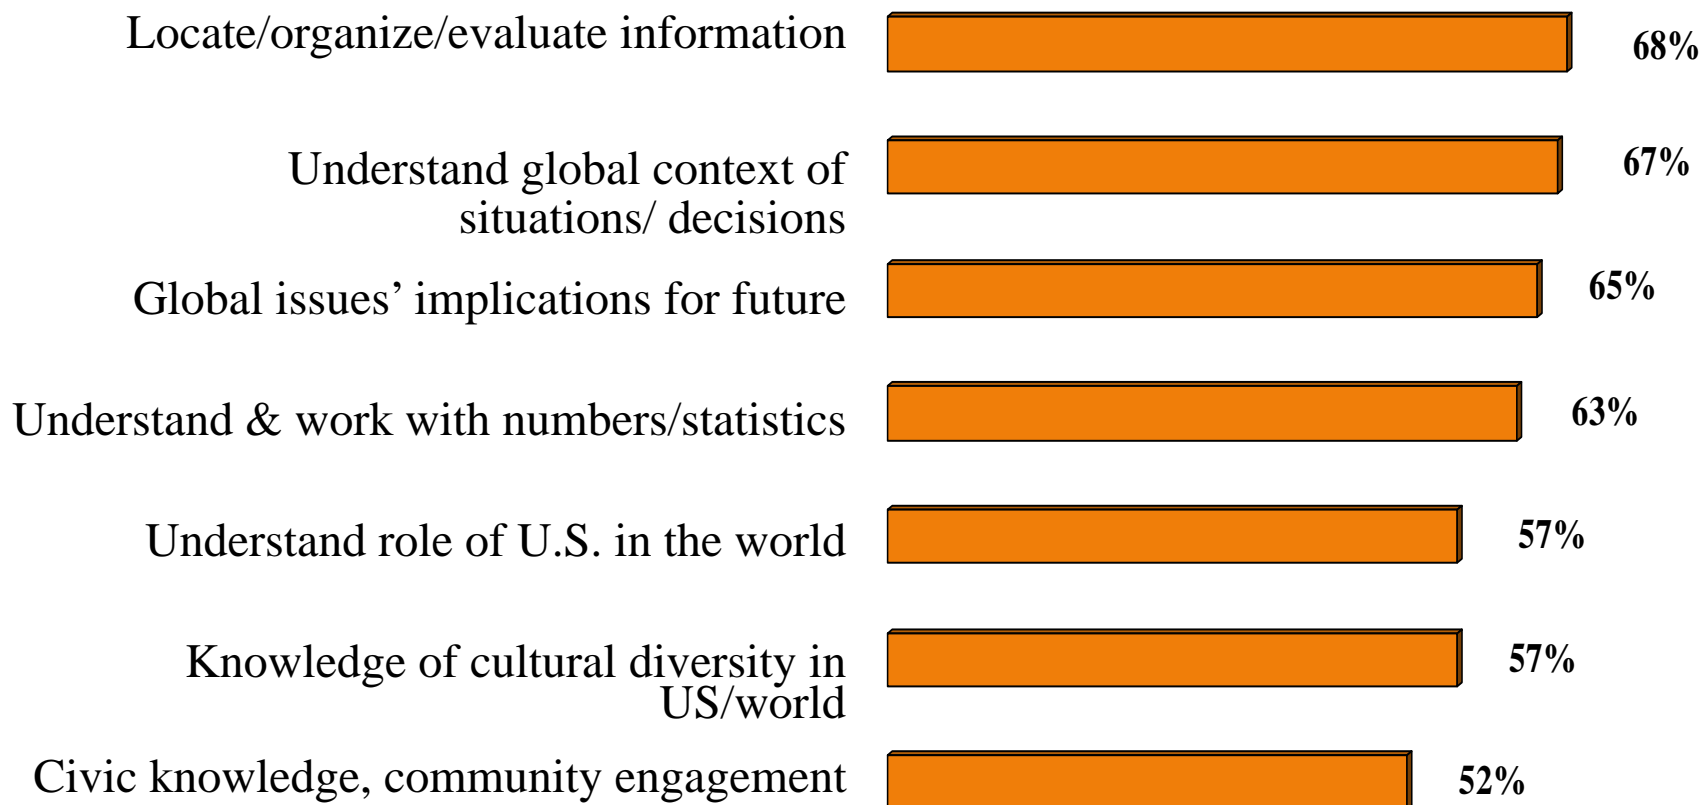 Locate/organize/evaluate information 68%
Understand global context of
situations/ decisions 67%
Global issues’ implications for future 65%
Understand & work with numbers/statistics 63%
Understand role of U.S. in the world 57%
Knowledge of cultural diversity in
US/world 57%
Civic knowledge, community engagement 52%